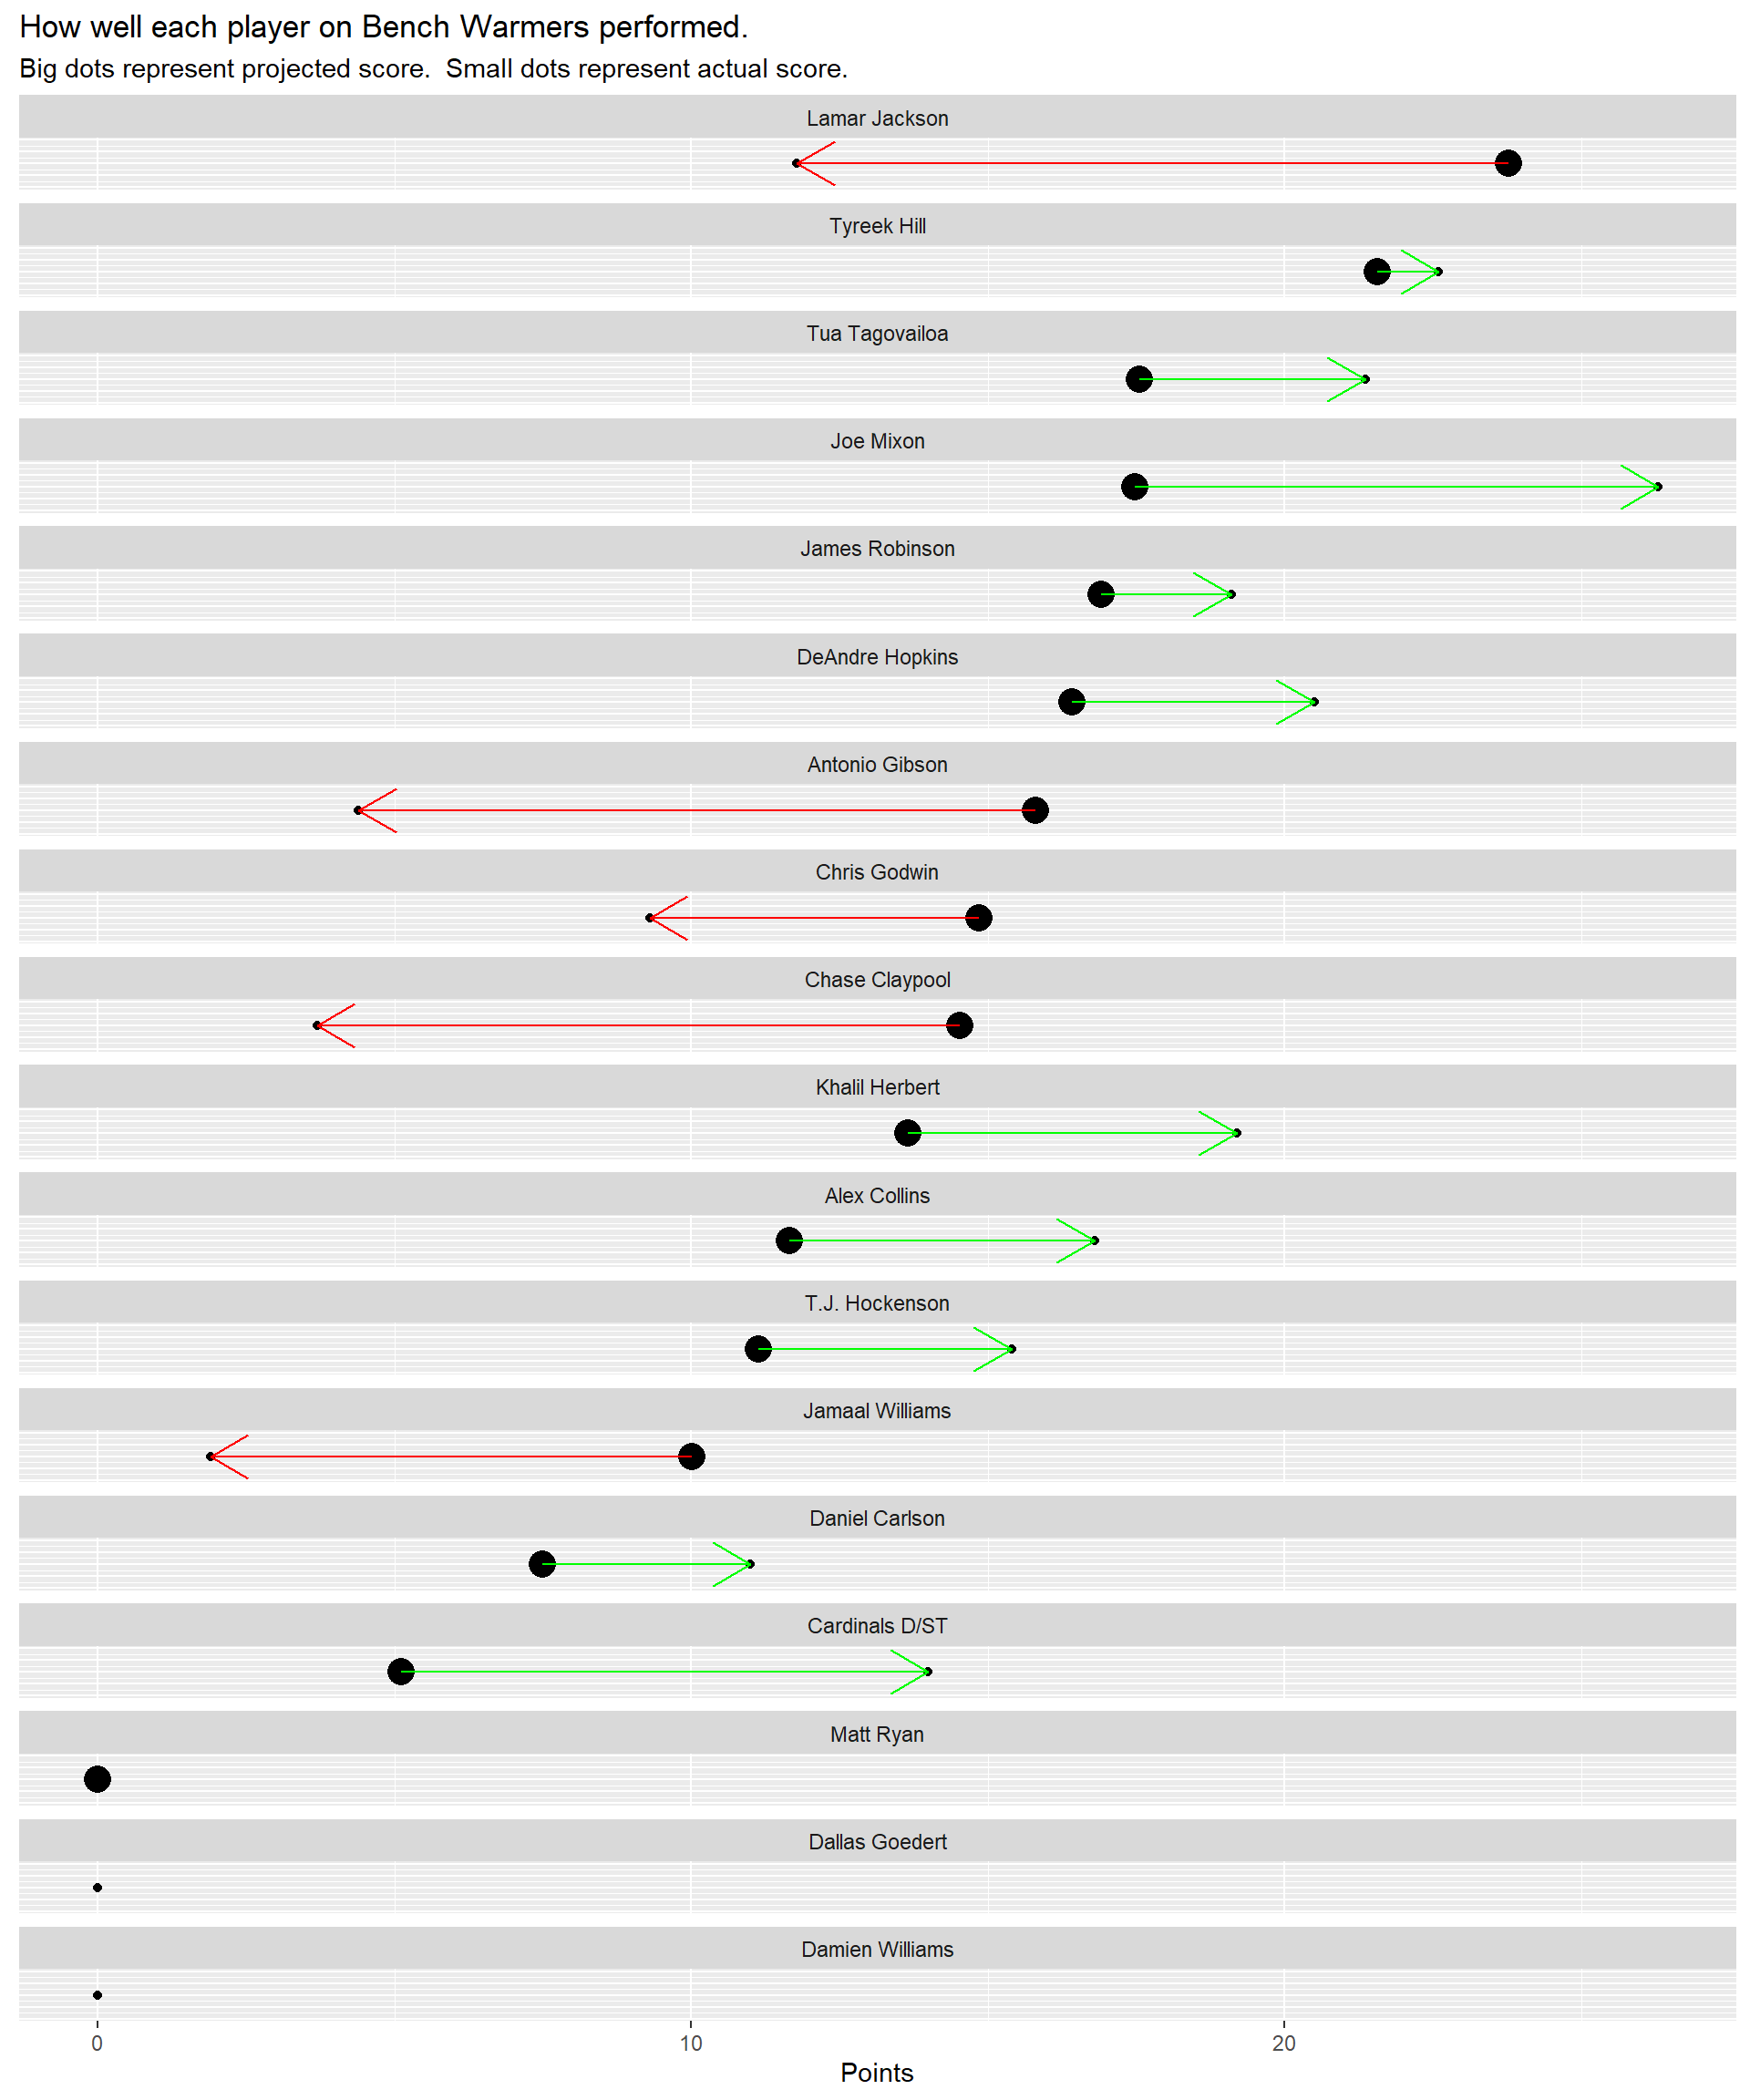 How well each player on Bench Warmers performed.
Big dots represent projected score.  Small dots represent actual score.
Lamar Jackson
Tyreek Hill
Tua Tagovailoa
Joe Mixon
James Robinson
DeAndre Hopkins
Antonio Gibson
Chris Godwin
Chase Claypool
Khalil Herbert
Alex Collins
T.J. Hockenson
Jamaal Williams
Daniel Carlson
Cardinals D/ST
Matt Ryan
Dallas Goedert
Damien Williams
0 10 20
Points